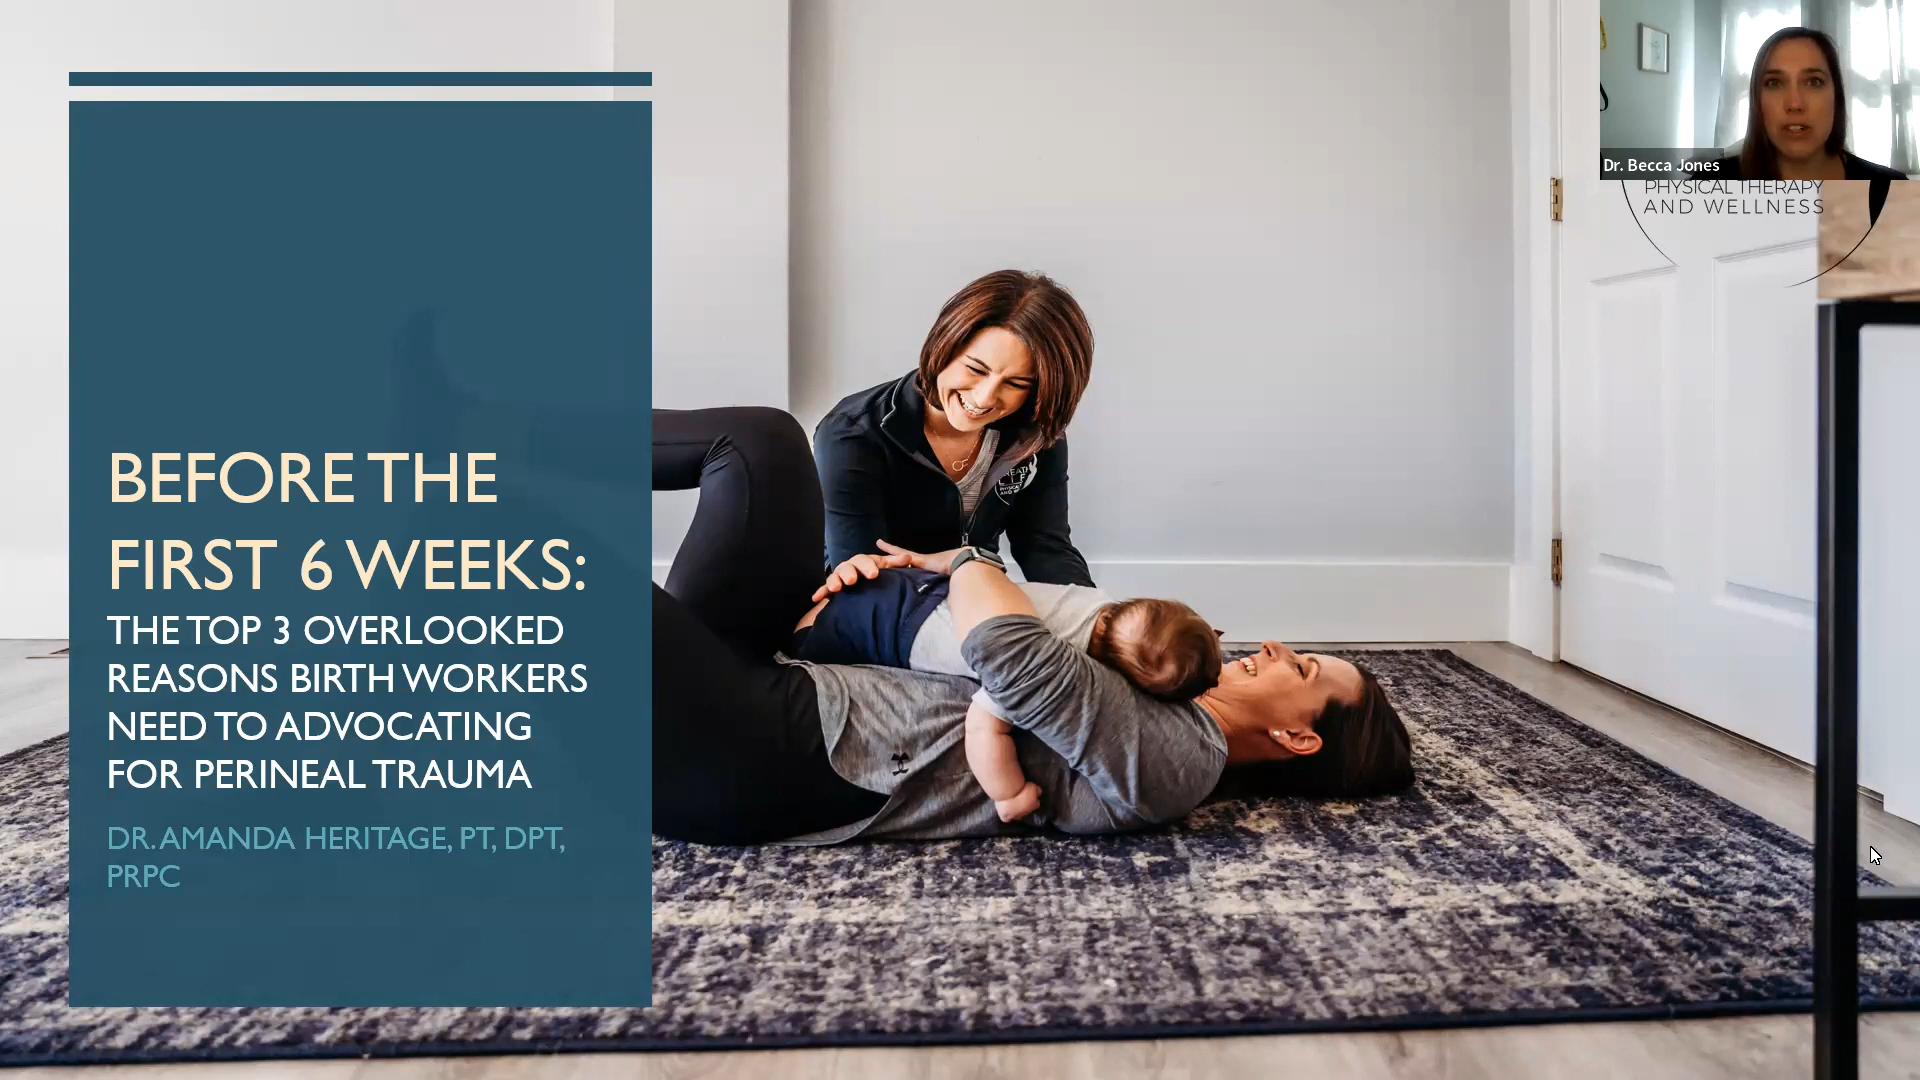 BEFORE THE
FIRST 6 WEEKS:
THE TOP 3 OVERLOOKED
REASONS BIRTH WORKERS
NEED TO ADVOCATING
FOR PERINEAL TRAUMA
DR. AMANDA HERITAGE, PT, DPT,
PRPC
Dr. Becca Jones
PHYSICAL THERAPY
AND WELLNESS